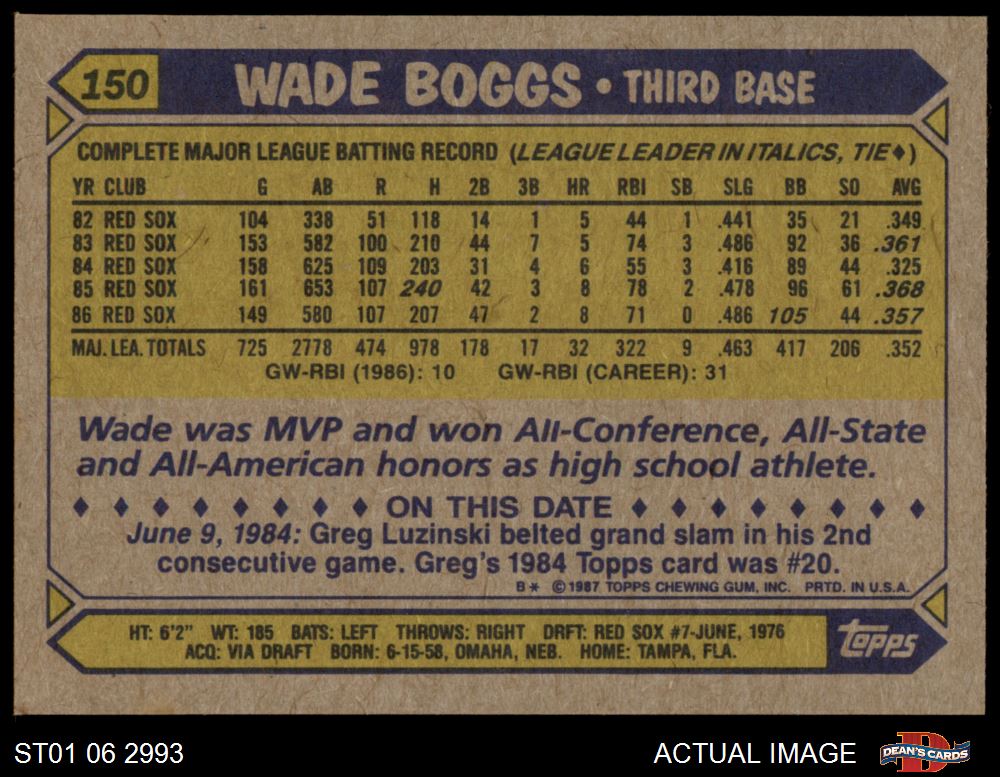 150 WADE BOGGS • THIRD BASE
COMPLETE MAJOR LEAGUE BATTING RECORD (LEAGUE LEADER IN ITALICS, TIE♦)
YR CLUB G AB R H 2B 3B HR RBI SB SLG BB SO AVG
82 RED SOX 104 338 51 118 14 1 5 44 1 .441 35 21 .349
83 RED SOX 153 582 100 210 44 7 5 74 3 .486 92 36 .361
84 RED SOX 158 625 109 203 31 4 6 55 3 .416 89 44 .325
85 RED SOX 161 653 107 240 42 3 8 78 2 .478 96 61 .368
86 RED SOX 149 580 107 207 47 2 8 71 0 .486 105 44 .357
MAJ. LEA. TOTALS 725 2778 474 978 178 17 32 322 9 .463 417 206 .352
GW-RBI (1986): 10 GW-RBI (CAREER): 31
Wade was MVP and won All-Conference, All-State
and All-American honors as high school athlete.
♦ ♦ ♦ ♦ ♦ ♦ ♦ ♦ ON THIS DATE ♦ ♦ ♦ ♦ ♦ ♦ ♦ ♦
June 9, 1984: Greg Luzinski belted grand slam in his 2nd
consecutive game. Greg's 1984 Topps card was #20.
B* © 1987 TOPPS CHEWING GUM, INC. PRTD. IN U.S.A.
HT: 6'2" WT: 185 BATS: LEFT THROWS: RIGHT DRFT: RED SOX #7-JUNE, 1976
ACQ: VIA DRAFT BORN: 6-15-58, OMAHA, NEB. HOME: TAMPA, FLA.
topps
ST01 06 2993 ACTUAL IMAGE D DEAN'S CARDS